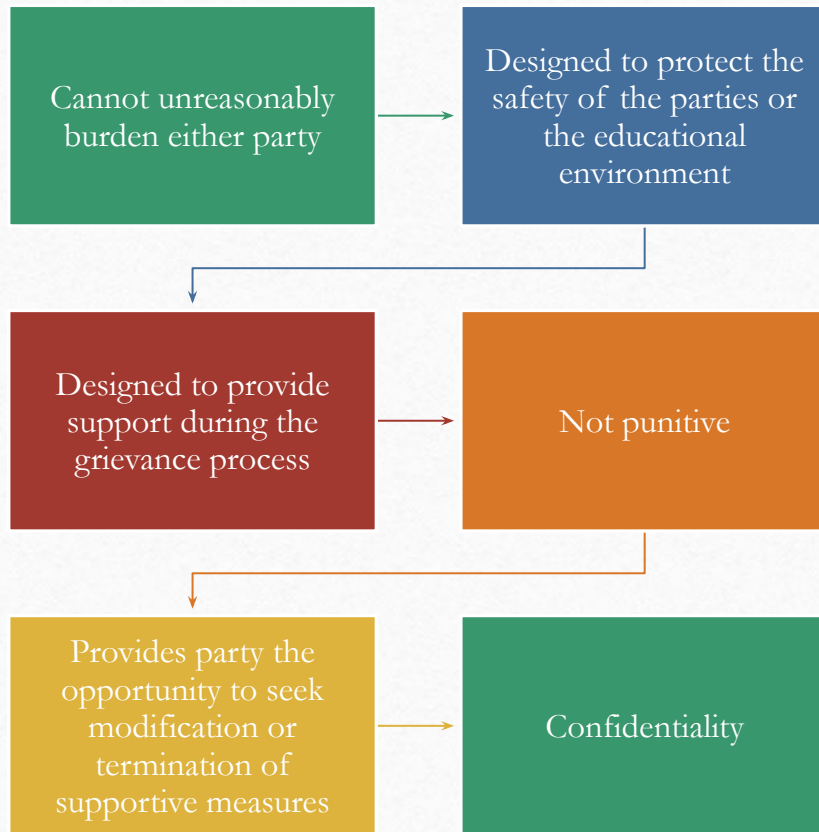 Cannot unreasonably
burden either party
Designed to protect the
safety of the parties or
the educational
environment
Designed to provide
support during the
grievance process
Not punitive
Provides party the
opportunity to seek
modification or
termination of
supportive measures
Confidentiality